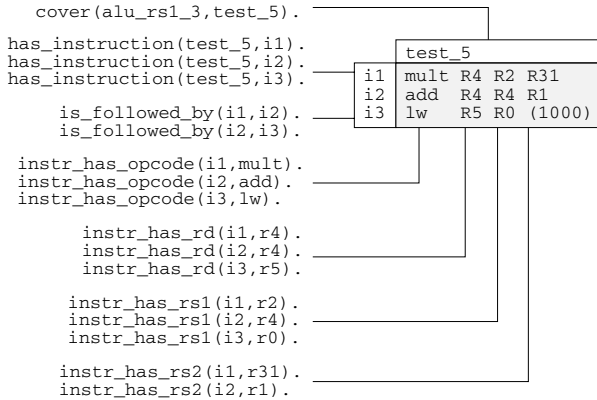 cover(alu_rs1_3,test_5).
has_instruction(test_5,i1).
has_instruction(test_5,i2).
has_instruction(test_5,i3).
is_followed_by(i1,i2).
is_followed_by(i2,i3).
instr_has_opcode(i1,mult).
instr_has_opcode(i2,add).
instr_has_opcode(i3,lw).
instr_has_rd(i1,r4).
instr_has_rd(i2,r4).
instr_has_rd(i3,r5).
instr_has_rs1(i1,r2).
instr_has_rs1(i2,r4).
instr_has_rs1(i3,r0).
instr_has_rs2(i1,r31).
instr_has_rs2(i2,r1).
test_5
i1 mult R4 R2 R31
i2 add R4 R4 R1
i3 lw R5 R0 (1000)